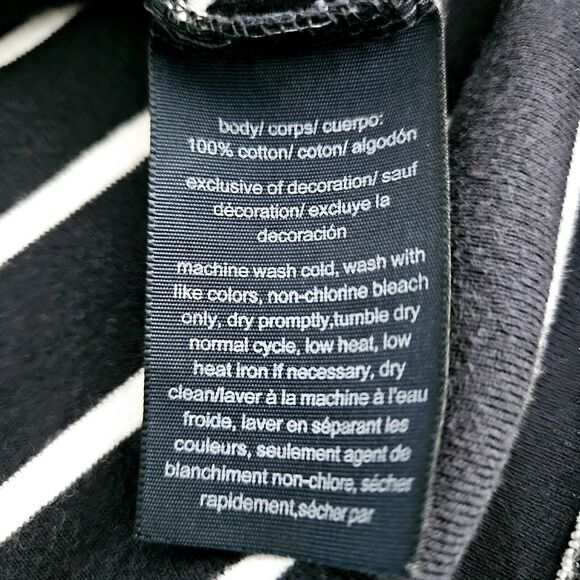 body/ corps/ cuerpo:
100% cotton/ coton/ algodón
exclusive of decoration/ sauf
décoration/ excluye la
decoración
machine wash cold, wash with
like colors, non-chlorine bleach
only, dry promptly,tumble dry
normal cycle, low heat, low
heat iron if necessary, dry
clean/laver à la machine à l'eau
froide, laver en séparant les
couleurs, seulement agent de
blanchiment non-chlore, sécher
rapidement,sécher par